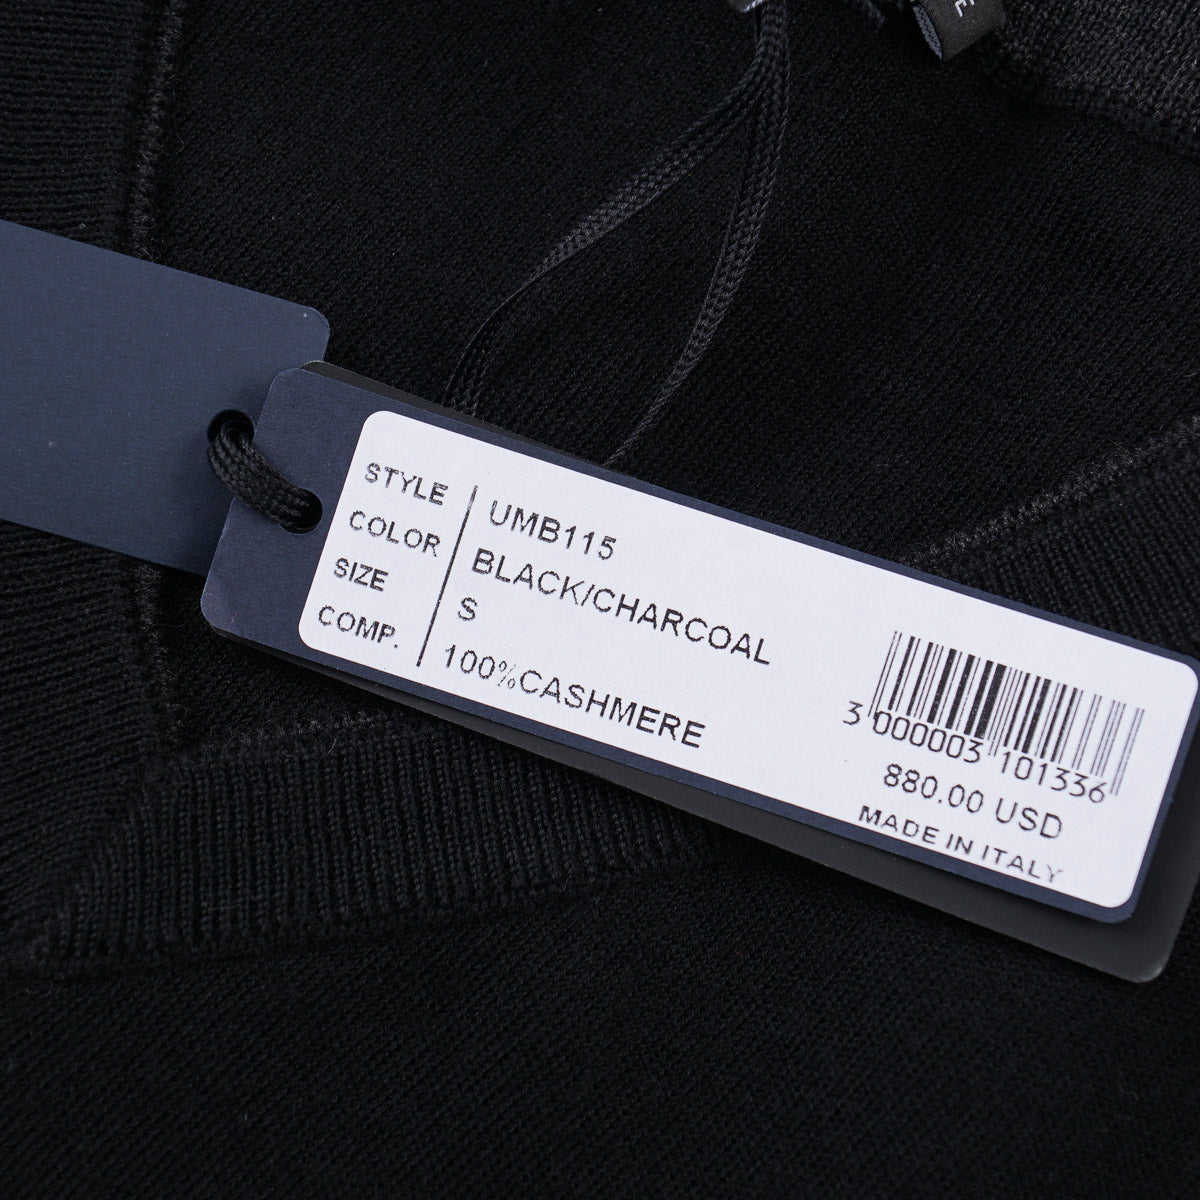 STYLE UMB115
COLOR BLACK/CHARCOAL
SIZE S
COMP. 100%CASHMERE
3 000003 101336
880.00 USD
MADE IN ITALY